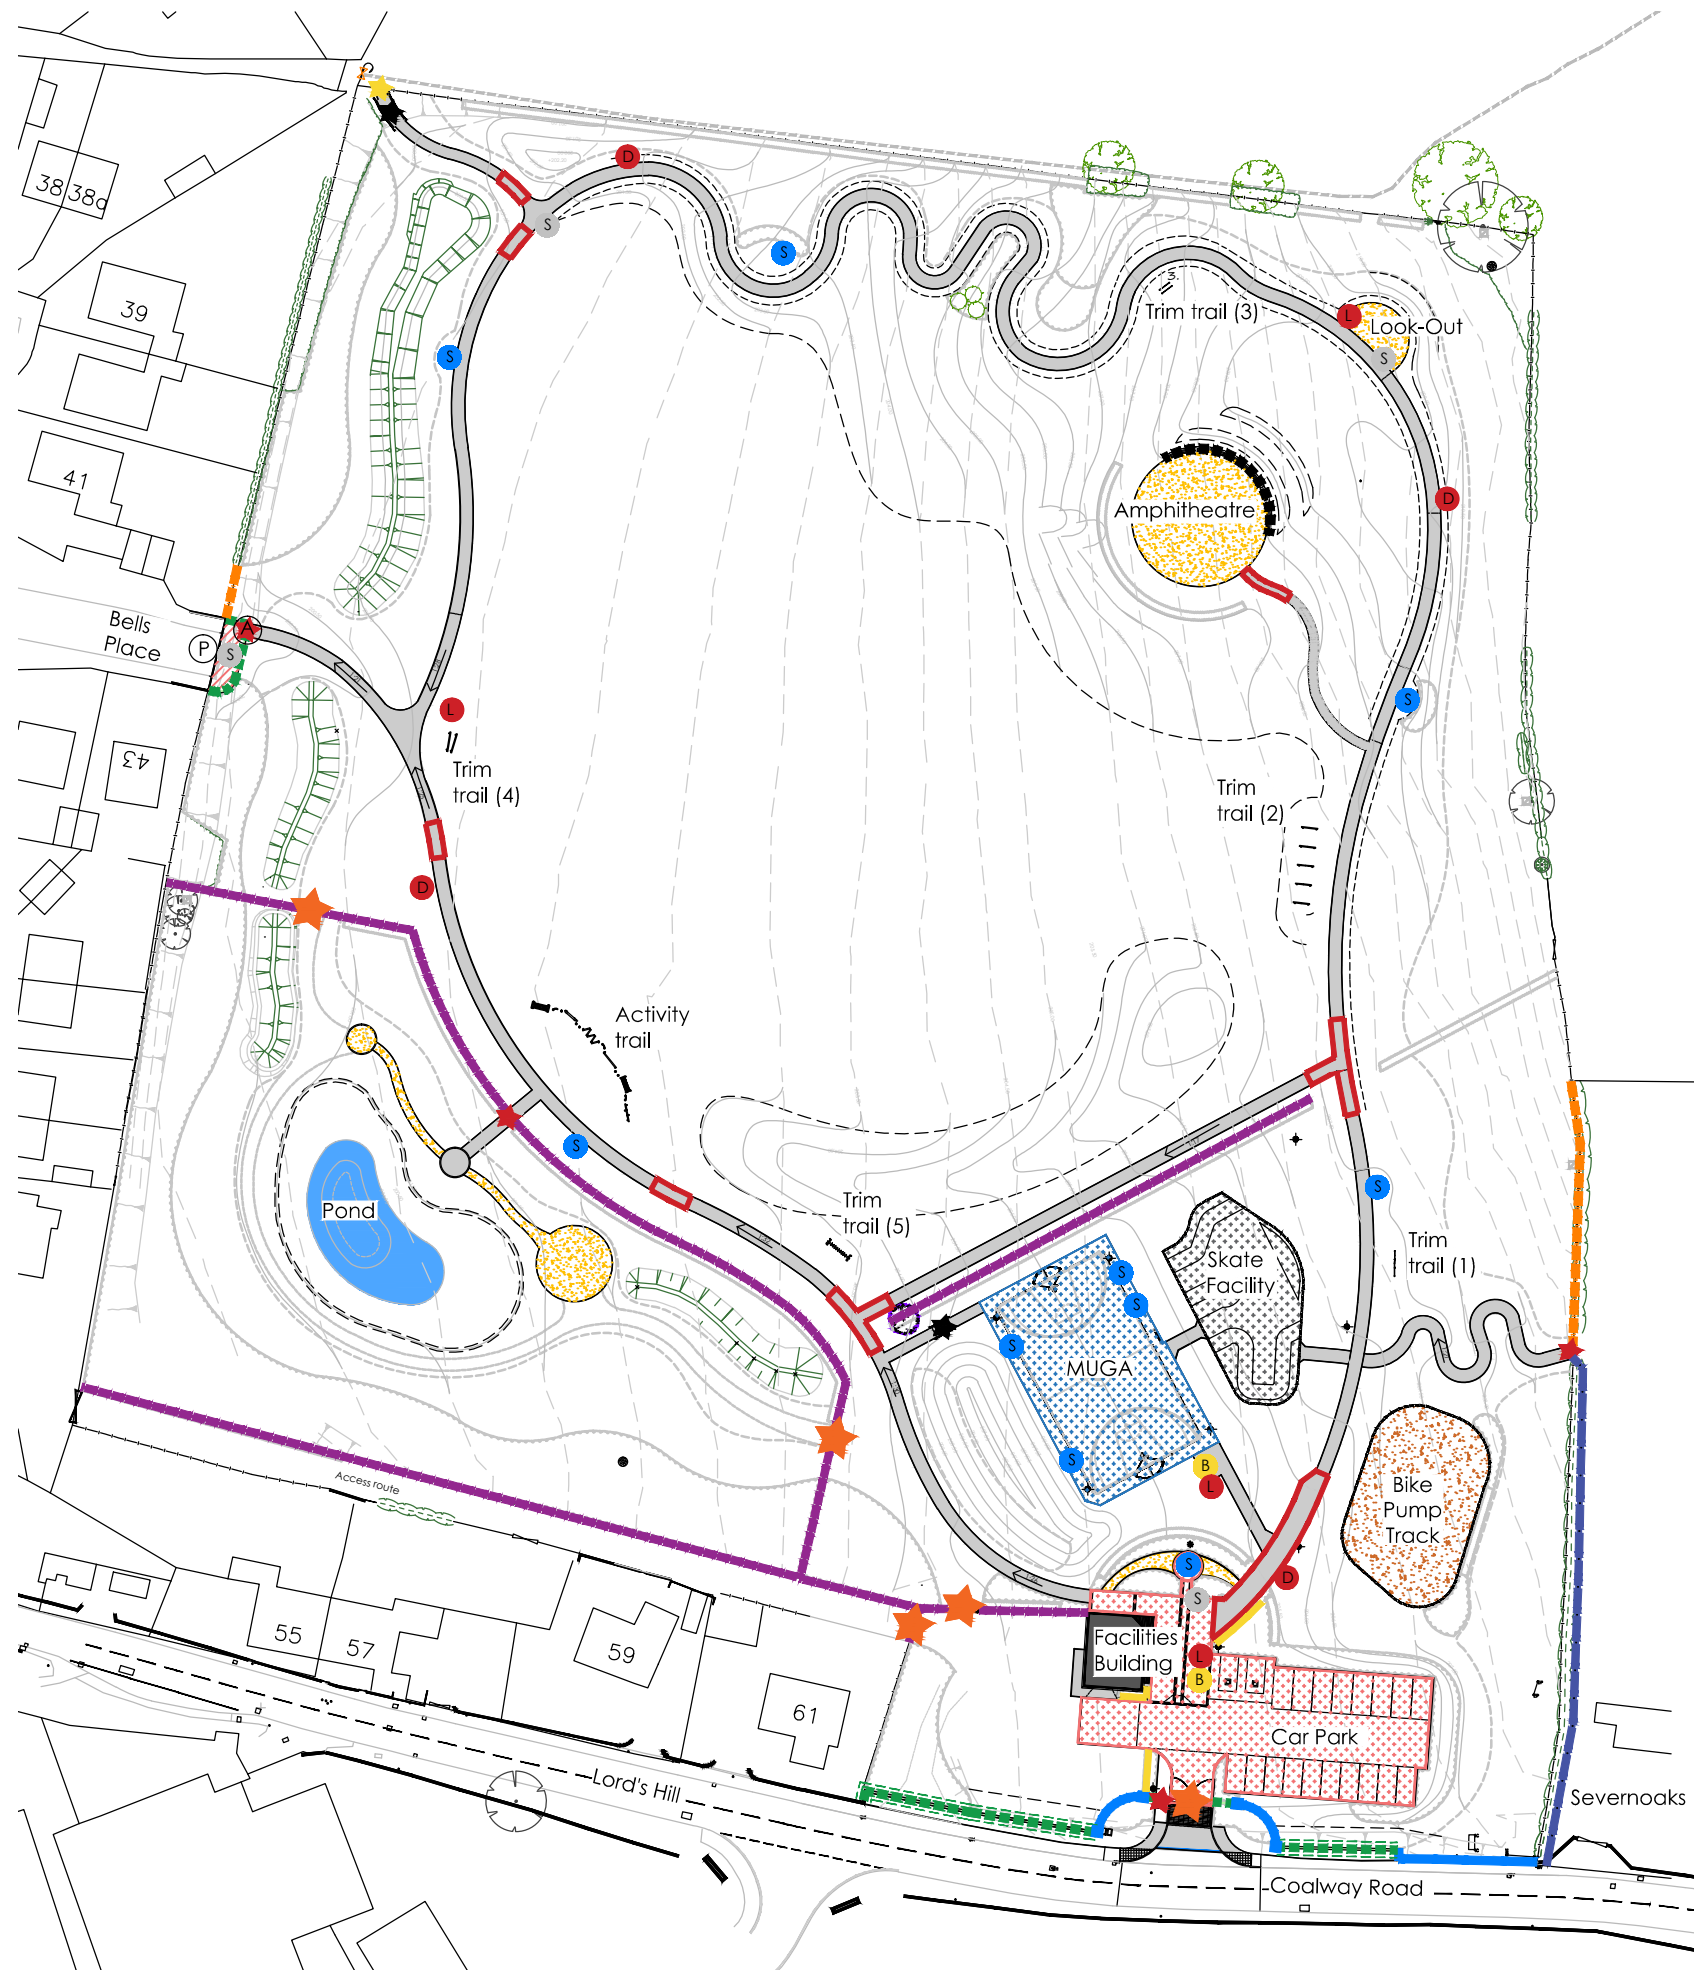 38
38a
D
S
S
39
3.
Trim trail (3)
L
Look-Out
S
S
41
Amphitheatre
D
Bells
Place
A
P
S
S
L
43
Trim
trail (4)
Trim
trail (2)
D
Activity
trail
S
S
Pond
Trim
trail (5)
Skate
Facility
Trim
trail (1)
S
S
S
MUGA
S
B
L
Access route
Bike
Pump
Track
S
D
S
55
57
59
61
Facilities
Building
L
B
Car Park
Lord's Hill
Severnoaks
Coalway Road